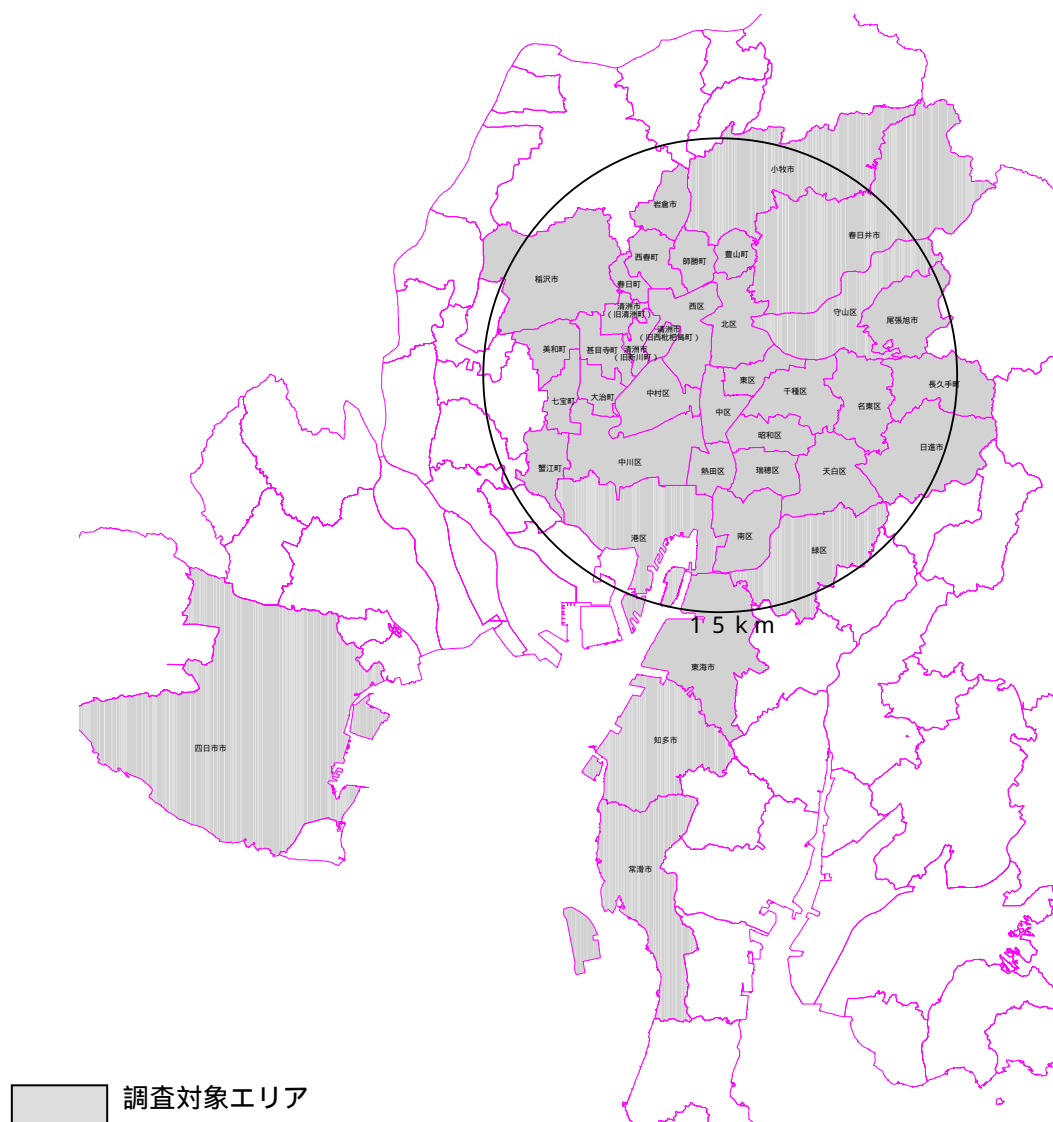 小牧市
岩倉市
春日井市
西春町
師勝町
豊山町
稲沢市
春日町
清洲市
(旧清洲町)
西区
守山区
尾張旭市
北区
清洲市
(旧西枇杷島町)
美和町
甚目寺町
清洲市
(旧新川町)
東区
千種区
長久手町
七宝町
大治町
中村区
中区
名東区
昭和区
日進市
蟹江町
中川区
熱田区
瑞穂区
天白区
港区
南区
緑区
15km
東海市
知多市
四日市市
常滑市
調査対象エリア